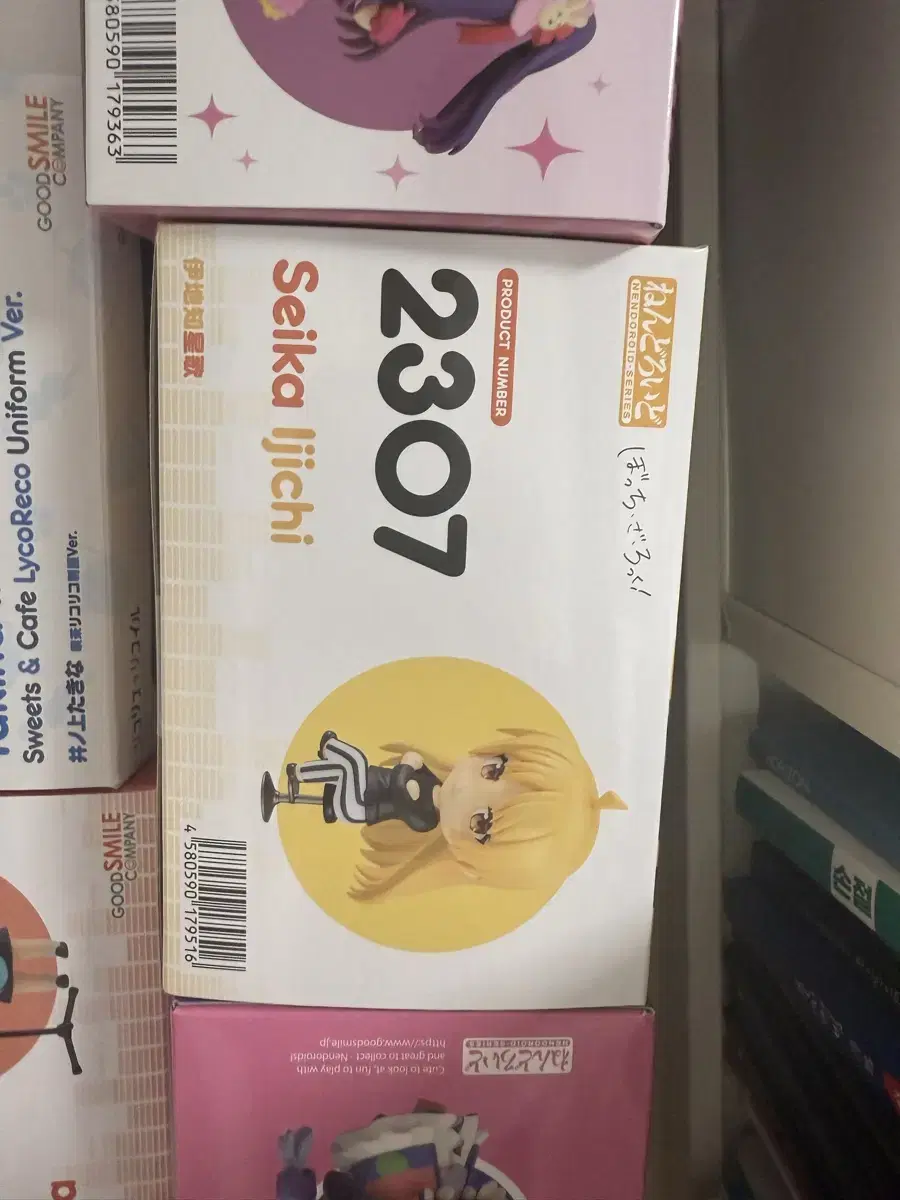 4 580590 179363
GOOD SMILE
COMPANY
Sweets & Cafe LycoReco Uniform Ver.
井ノ上たきな 喫茶リコリコ制服Ver.
ねんどろいど
NENDOROID·SERIES
ぼっち・ざ・ろっく!
PRODUCT NUMBER
2307
Seika Ijichi
伊地知星歌
4 580590 179516
GOOD SMILE
COMPANY
ねんどろいど
NENDOROID·SERIES
Cute to look at, fun to play with
and great to collect - Nendoroids!
https://www.goodsmile.jp